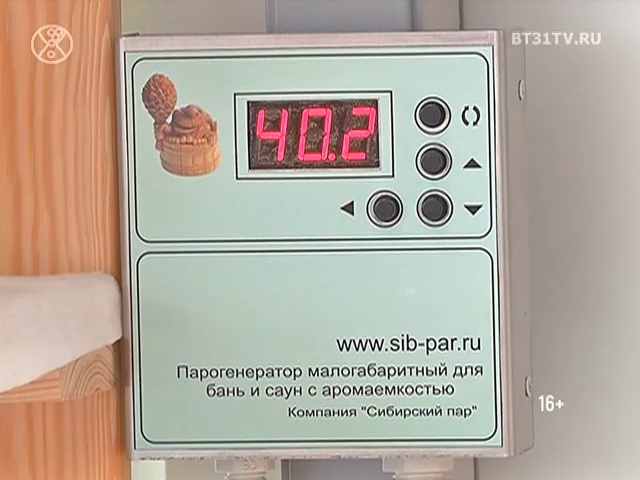 BT31TV.RU
40.2
www.sib-par.ru
Парогенератор малогабаритный для
бань и саун с аромаемкостью
Компания "Сибирский пар"
16+